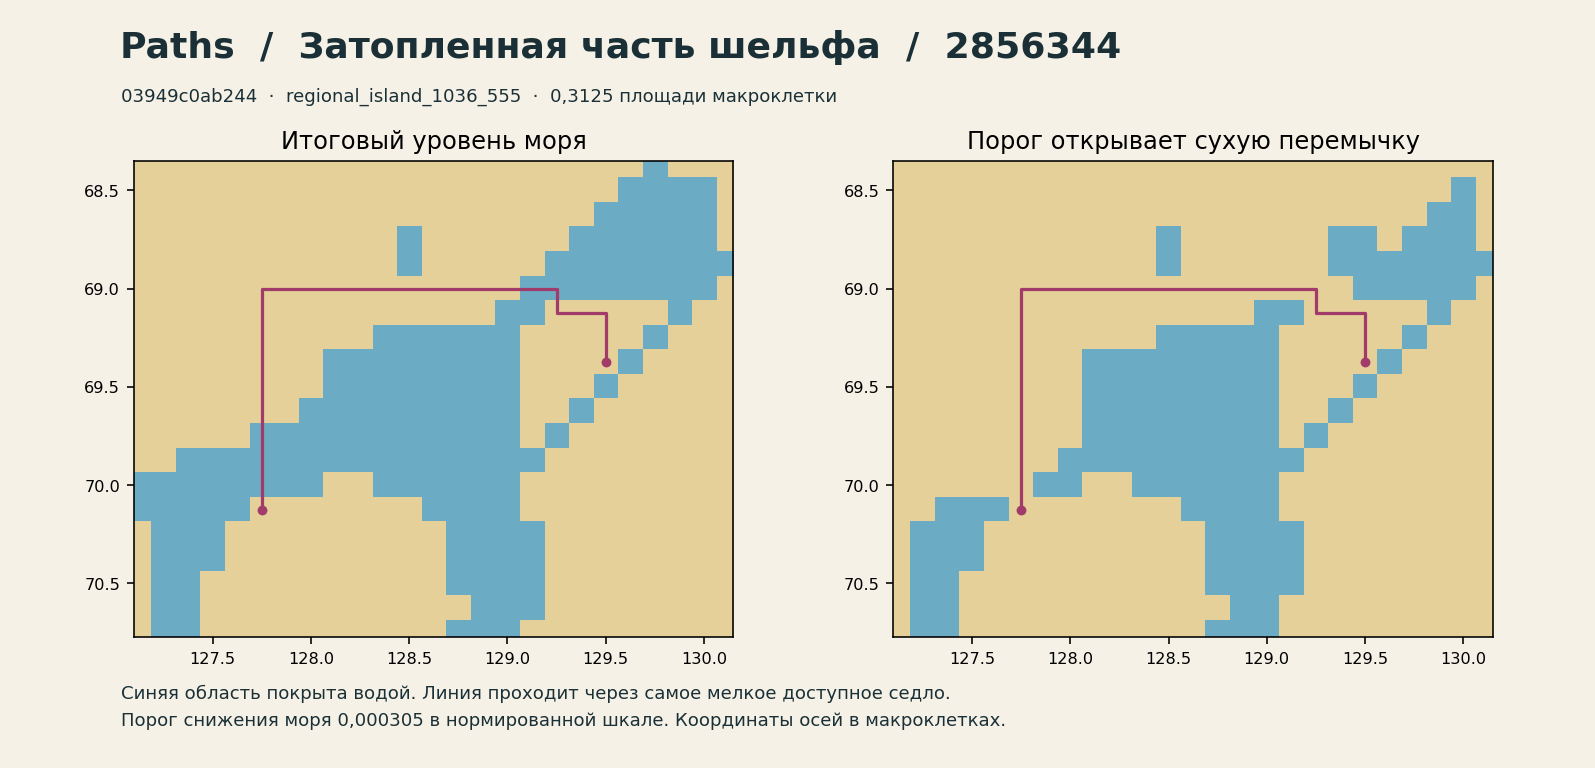 Paths / Затопленная часть шельфа / 2856344
03949c0ab244 · regional_island_1036_555 · 0,3125 площади макроклетки
Итоговый уровень моря
68.5
69.0
69.5
70.0
70.5
127.5 128.0 128.5 129.0 129.5 130.0
Порог открывает сухую перемычку
68.5
69.0
69.5
70.0
70.5
127.5 128.0 128.5 129.0 129.5 130.0
Синяя область покрыта водой. Линия проходит через самое мелкое доступное седло.
Порог снижения моря 0,000305 в нормированной шкале. Координаты осей в макроклетках.